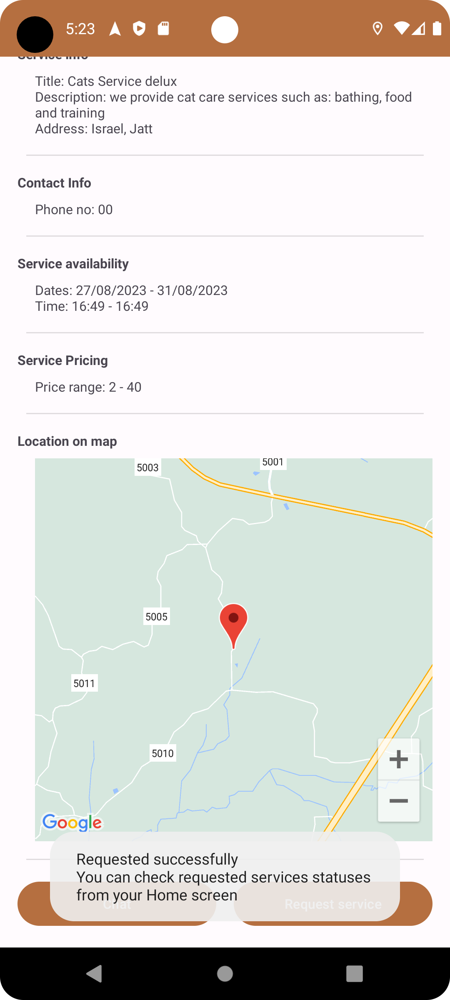 5:23
Service Info
Title: Cats Service delux
Description: we provide cat care services such as: bathing, food
and training
Address: Israel, Jatt
Contact Info
Phone no: 00
Service availability
Dates: 27/08/2023 - 31/08/2023
Time: 16:49 - 16:49
Service Pricing
Price range: 2 - 40
Location on map
5003
5001
5005
5011
5010
Google
Requested successfully
You can check requested services statuses
from your Home screen
Chat
Request service